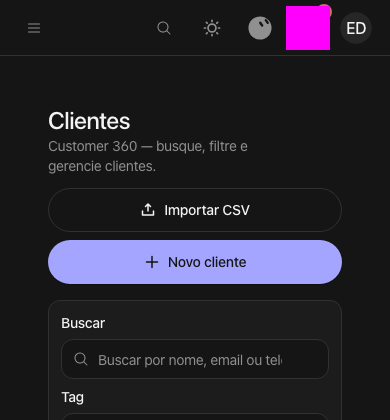 ED
Clientes
Customer 360 — busque, filtre e
gerencie clientes.
Importar CSV
Novo cliente
Buscar
Buscar por nome, email ou tel
Tag